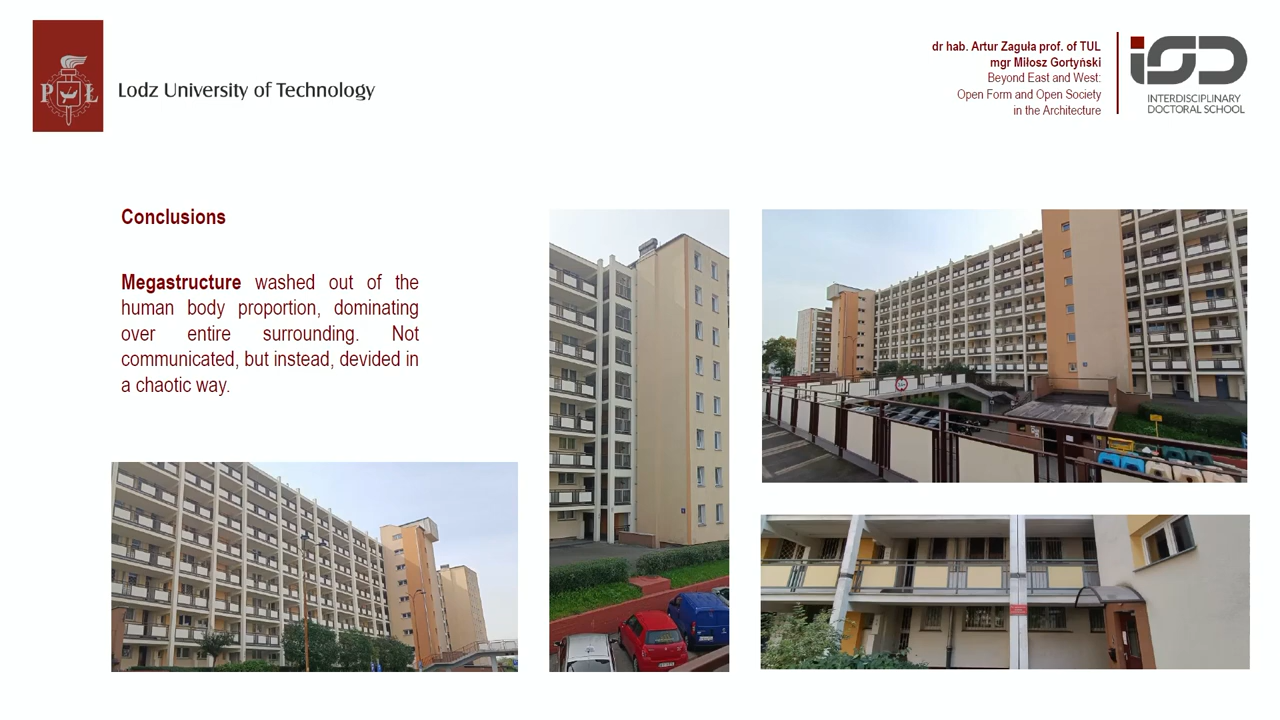 P Ł
Lodz University of Technology
dr hab. Artur Zaguła prof. of TUL
mgr Miłosz Gortyński
Beyond East and West:
Open Form and Open Society
in the Architecture
INTERDISCIPLINARY
DOCTORAL SCHOOL
Conclusions
Megastructure washed out of the
human body proportion, dominating
over entire surrounding. Not
communicated, but instead, devided in
a chaotic way.